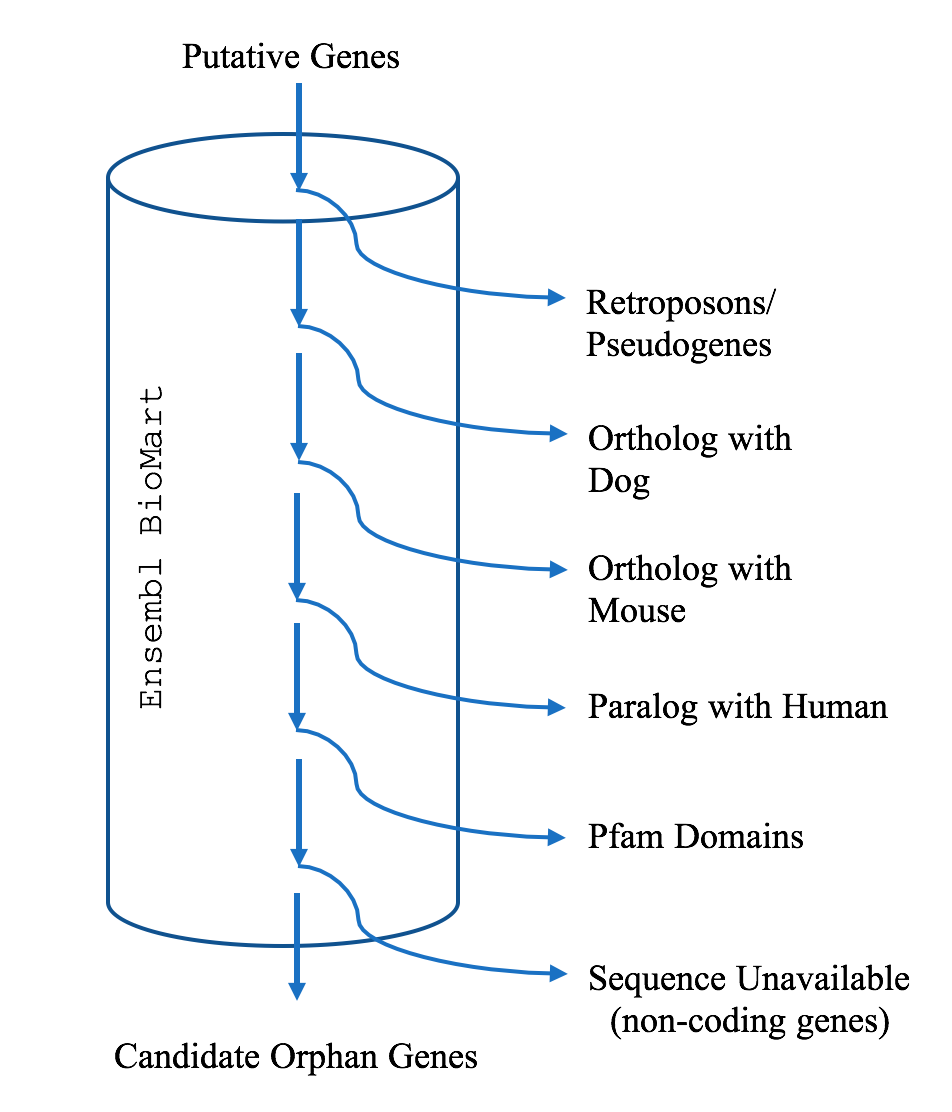 Putative Genes
Retroposons/
Pseudogenes
Ortholog with
Dog
Ensembl BioMart
Ortholog with
Mouse
Paralog with Human
Pfam Domains
Sequence Unavailable
(non-coding genes)
Candidate Orphan Genes